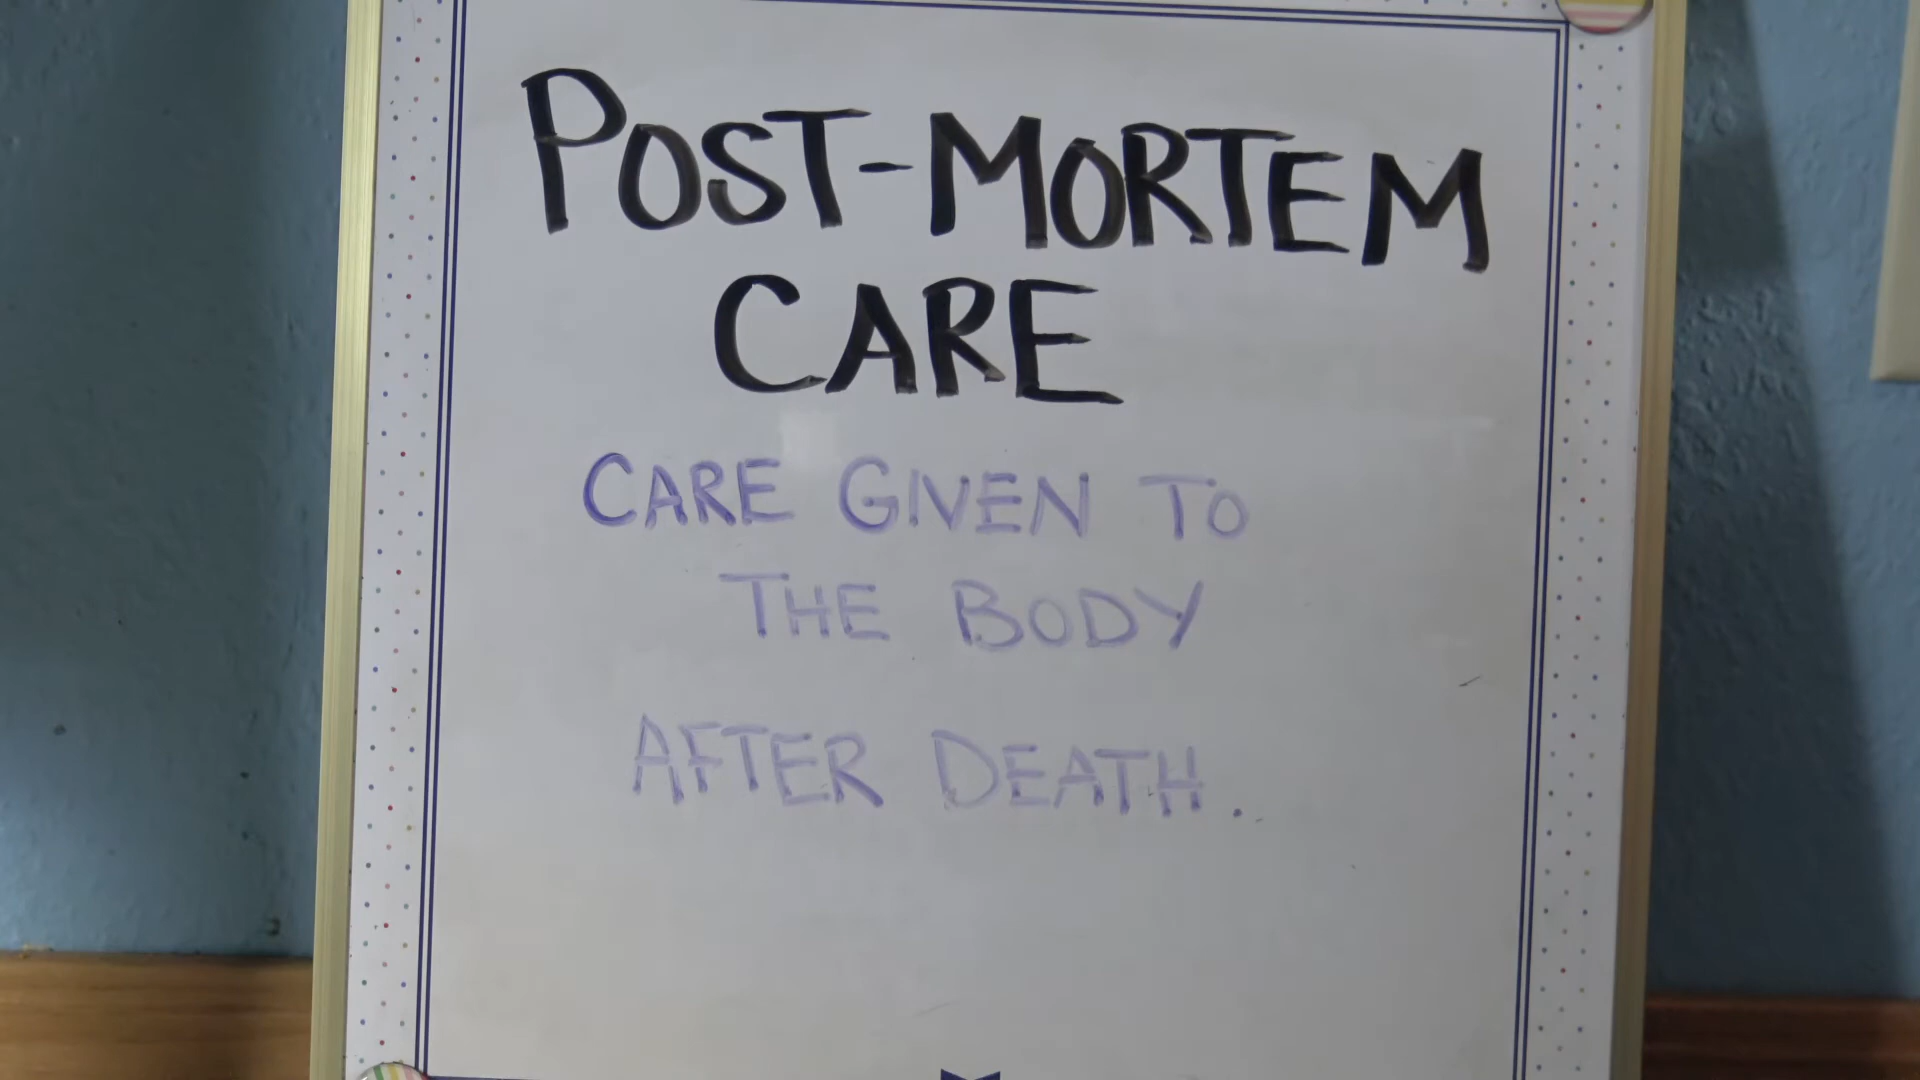 POST-MORTEM
CARE
CARE GIVEN TO
THE BODY
AFTER DEATH.